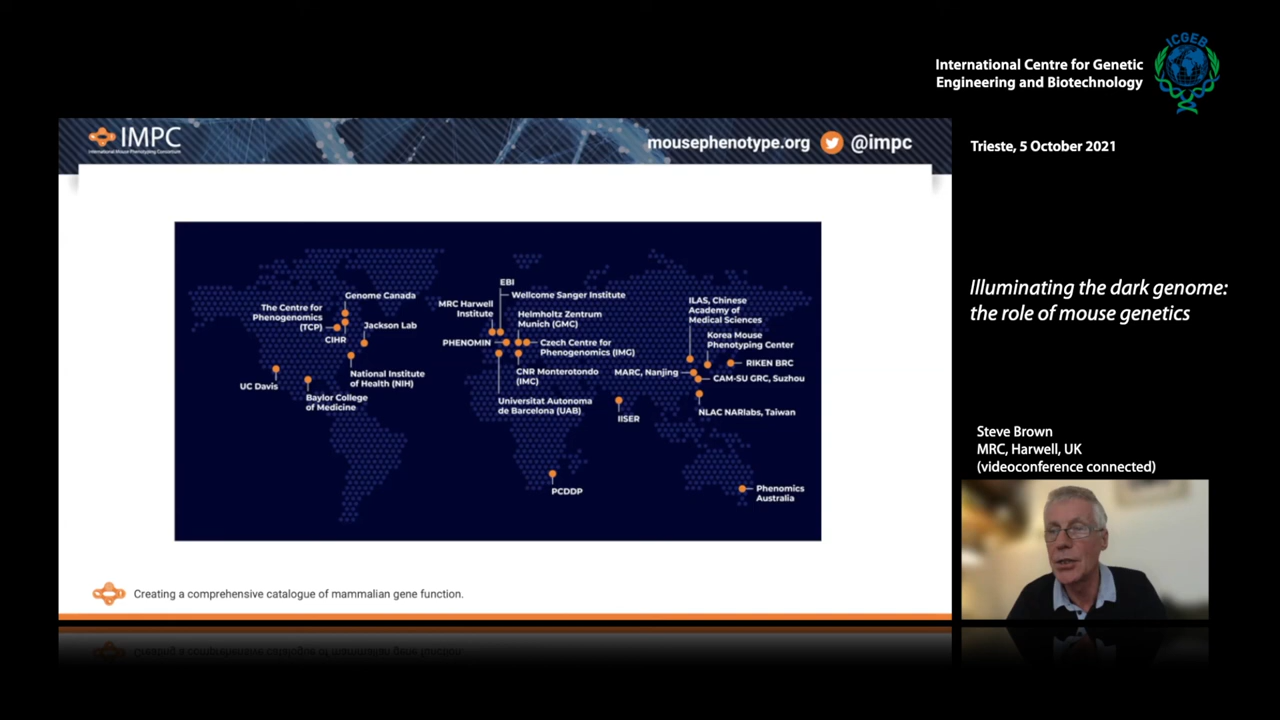 International Centre for Genetic
Engineering and Biotechnology
ICGEB
Trieste, 5 October 2021
IMPC
International Mouse Phenotyping Consortium
mousephenotype.org
@impc
EBI
Wellcome Sanger Institute
MRC Harwell
Institute
Helmholtz Zentrum
Munich (GMC)
PHENOMIN
Czech Centre for
Phenogenomics (IMG)
CNR Monterotondo
(IMC)
Universitat Autonoma
de Barcelona (UAB)
Genome Canada
The Centre for
Phenogenomics
(TCP)
CIHR
Jackson Lab
National Institute
of Health (NIH)
UC Davis
Baylor College
of Medicine
ILAS, Chinese
Academy of
Medical Sciences
Korea Mouse
Phenotyping Center
RIKEN BRC
MARC, Nanjing
CAM-SU GRC, Suzhou
NLAC NARlabs, Taiwan
IISER
PCDDP
Phenomics
Australia
Creating a comprehensive catalogue of mammalian gene function.
Illuminating the dark genome:
the role of mouse genetics
Steve Brown
MRC, Harwell, UK
(videoconference connected)